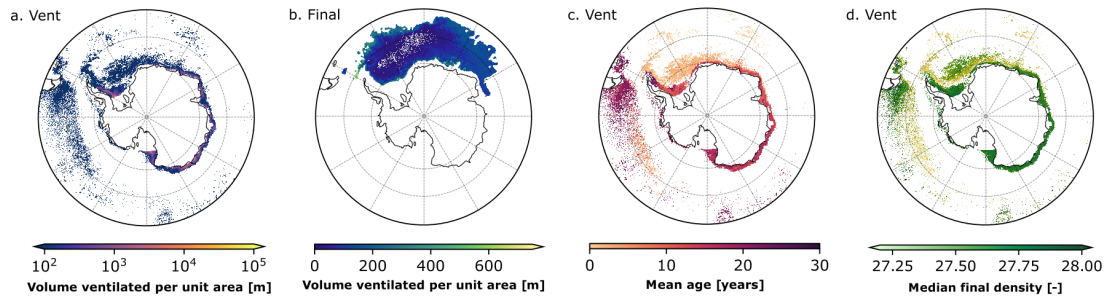 a. Vent
b. Final
c. Vent
d. Vent
10² 10³ 10⁴ 10⁵
Volume ventilated per unit area [m]
0 200 400 600
Volume ventilated per unit area [m]
0 10 20 30
Mean age [years]
27.25 27.50 27.75 28.00
Median final density [-]